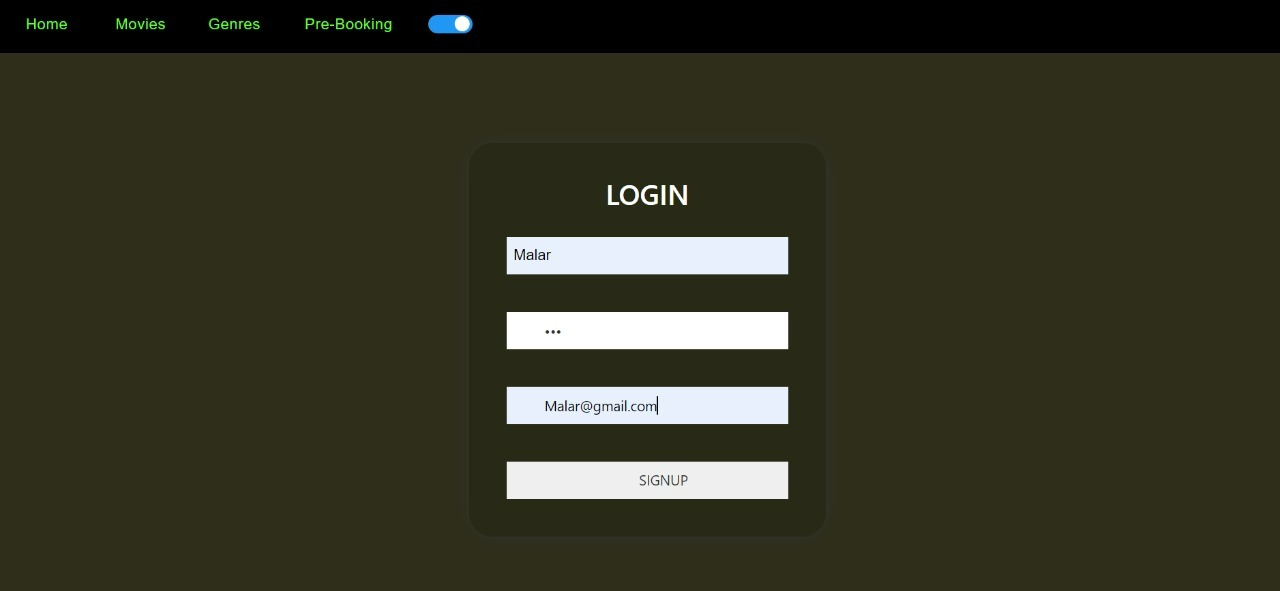 Home Movies Genres Pre-Booking
LOGIN
Malar
•••
Malar@gmail.com
SIGNUP